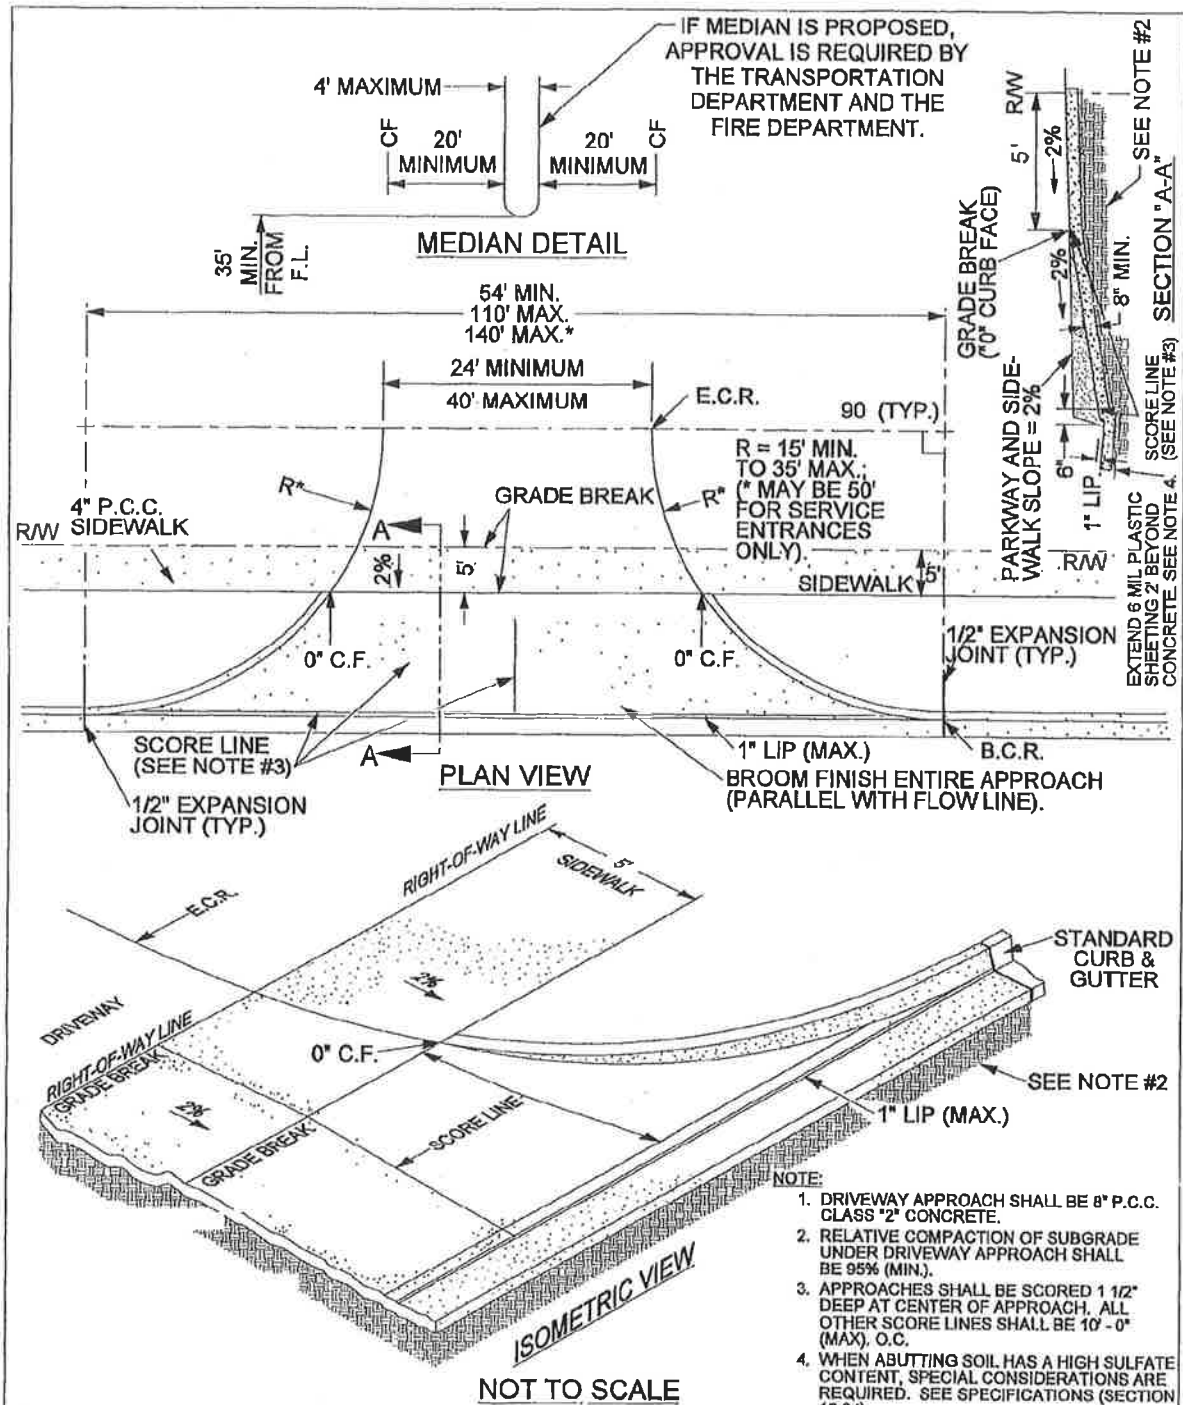 IF MEDIAN IS PROPOSED,
APPROVAL IS REQUIRED BY
THE TRANSPORTATION
DEPARTMENT AND THE
FIRE DEPARTMENT.
4' MAXIMUM
CF
20'
MINIMUM
20'
MINIMUM
CF
35'
MIN.
FROM
F.L.
MEDIAN DETAIL
54' MIN.
110' MAX.
140' MAX.*
24' MINIMUM
40' MAXIMUM
E.C.R.
90 (TYP.)
R = 15' MIN.
TO 35' MAX.;
(* MAY BE 50'
FOR SERVICE
ENTRANCES
ONLY).
R*
R*
GRADE BREAK
4" P.C.C.
SIDEWALK
R/W
A
2%
5'
SIDEWALK
5'
R/W
0" C.F.
0" C.F.
1/2" EXPANSION
JOINT (TYP.)
SCORE LINE
(SEE NOTE #3)
A
1" LIP (MAX.)
B.C.R.
PLAN VIEW
BROOM FINISH ENTIRE APPROACH
(PARALLEL WITH FLOW LINE).
1/2" EXPANSION
JOINT (TYP.)
R/W
5'
2%
SEE NOTE #2
GRADE BREAK
("0" CURB FACE)
2%
8" MIN.
SECTION "A-A"
PARKWAY AND SIDE-
WALK SLOPE = 2%
6"
1" LIP
SCORE LINE
(SEE NOTE #3)
EXTEND 6 MIL PLASTIC
SHEETING 2' BEYOND
CONCRETE. SEE NOTE 4.
RIGHT-OF-WAY LINE
5'
SIDEWALK
E.C.R.
2%
STANDARD
CURB &
GUTTER
DRIVEWAY
RIGHT-OF-WAY LINE
GRADE BREAK
0" C.F.
SEE NOTE #2
2%
1" LIP (MAX.)
SCORE LINE
GRADE BREAK
ISOMETRIC VIEW
NOT TO SCALE
NOTE:
1. DRIVEWAY APPROACH SHALL BE 8" P.C.C.
CLASS "2" CONCRETE.
2. RELATIVE COMPACTION OF SUBGRADE
UNDER DRIVEWAY APPROACH SHALL
BE 95% (MIN.).
3. APPROACHES SHALL BE SCORED 1 1/2"
DEEP AT CENTER OF APPROACH. ALL
OTHER SCORE LINES SHALL BE 10' - 0"
(MAX). O.C.
4. WHEN ABUTTING SOIL HAS A HIGH SULFATE
CONTENT, SPECIAL CONSIDERATIONS ARE
REQUIRED. SEE SPECIFICATIONS (SECTION